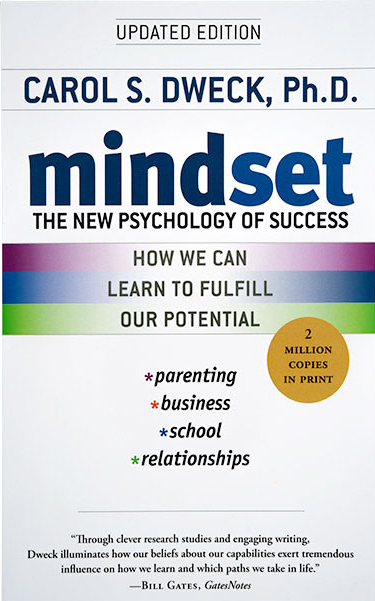 UPDATED EDITION
CAROL S. DWECK, Ph.D.
mindset
THE NEW PSYCHOLOGY OF SUCCESS
HOW WE CAN
LEARN TO FULFILL
OUR POTENTIAL
2
MILLION
COPIES
IN PRINT
*parenting
*business
*school
*relationships
“Through clever research studies and engaging writing,
Dweck illuminates how our beliefs about our capabilities exert tremendous
influence on how we learn and which paths we take in life.”
—BILL GATES, GatesNotes